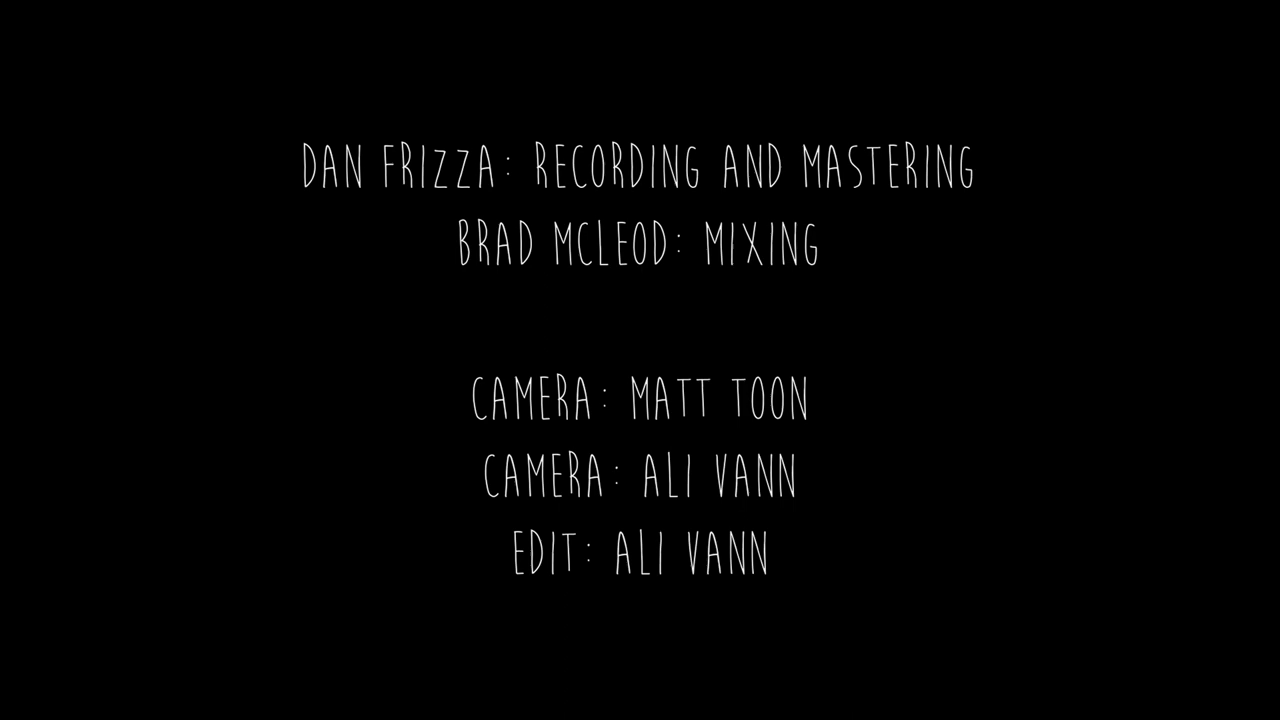 DAN FRIZZA: RECORDING AND MASTERING
BRAD MCLEOD: MIXING
CAMERA: MATT TOON
CAMERA: ALI VANN
EDIT: ALI VANN